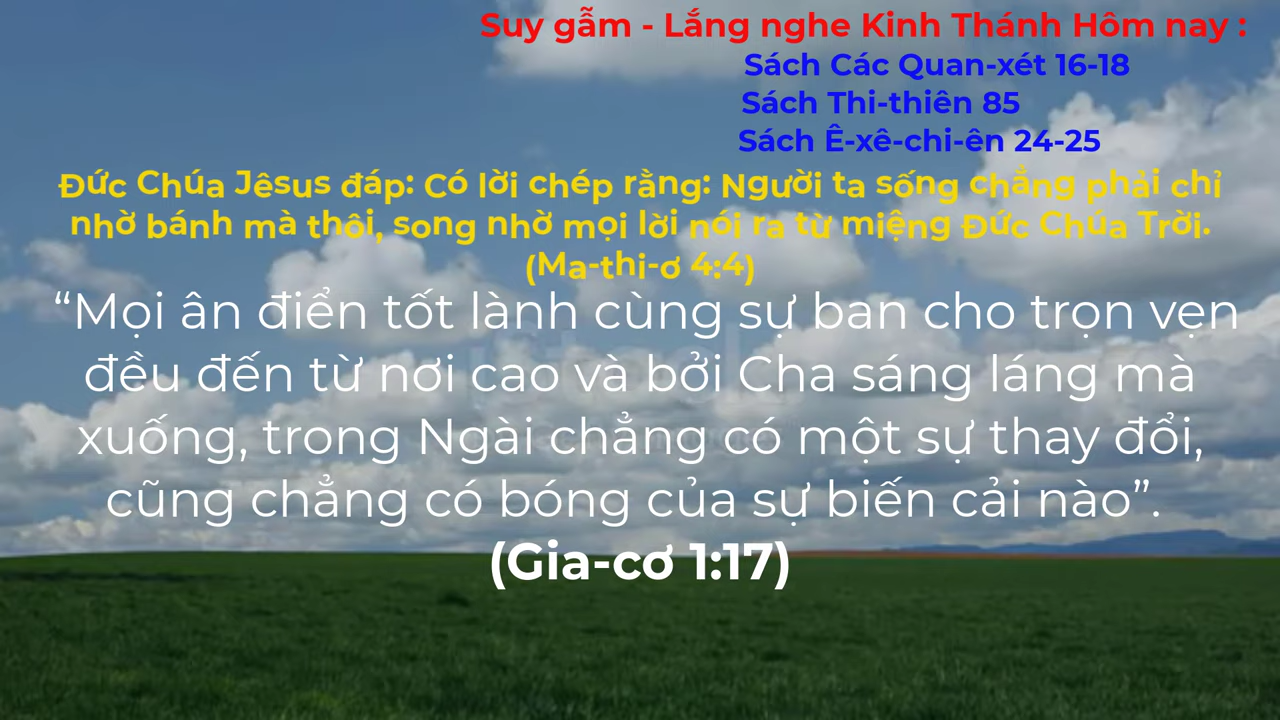 Suy gẫm - Lắng nghe Kinh Thánh Hôm nay :
Sách Các Quan-xét 16-18
Sách Thi-thiên 85
Sách Ê-xê-chi-ên 24-25
Đức Chúa Jêsus đáp: Có lời chép rằng: Người ta sống chẳng phải chỉ
nhờ bánh mà thôi, song nhờ mọi lời nói ra từ miệng Đức Chúa Trời.
(Ma-thi-ơ 4:4)
“Mọi ân điển tốt lành cùng sự ban cho trọn vẹn
đều đến từ nơi cao và bởi Cha sáng láng mà
xuống, trong Ngài chẳng có một sự thay đổi,
cũng chẳng có bóng của sự biến cải nào”.
(Gia-cơ 1:17)